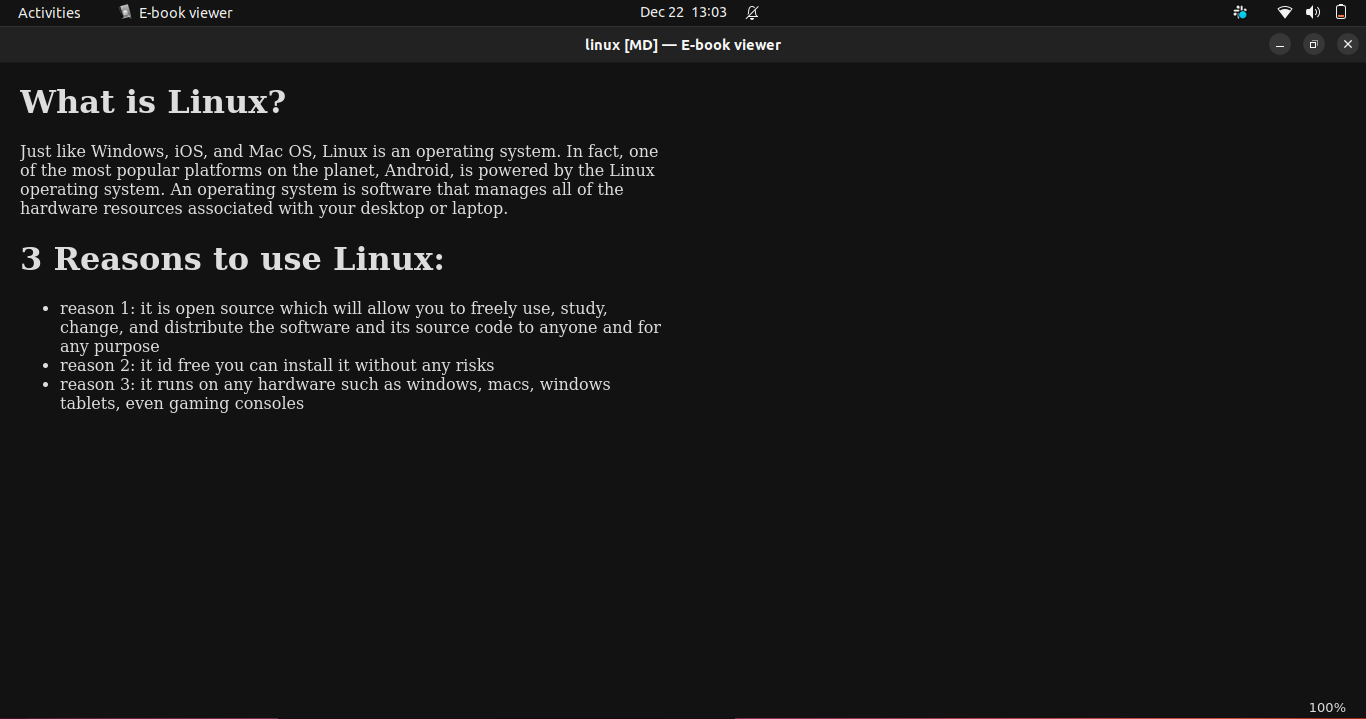 Activities E-book viewer Dec 22 13:03
linux [MD] — E-book viewer
What is Linux?
Just like Windows, iOS, and Mac OS, Linux is an operating system. In fact, one
of the most popular platforms on the planet, Android, is powered by the Linux
operating system. An operating system is software that manages all of the
hardware resources associated with your desktop or laptop.
3 Reasons to use Linux:
• reason 1: it is open source which will allow you to freely use, study,
change, and distribute the software and its source code to anyone and for
any purpose
• reason 2: it id free you can install it without any risks
• reason 3: it runs on any hardware such as windows, macs, windows
tablets, even gaming consoles
100%